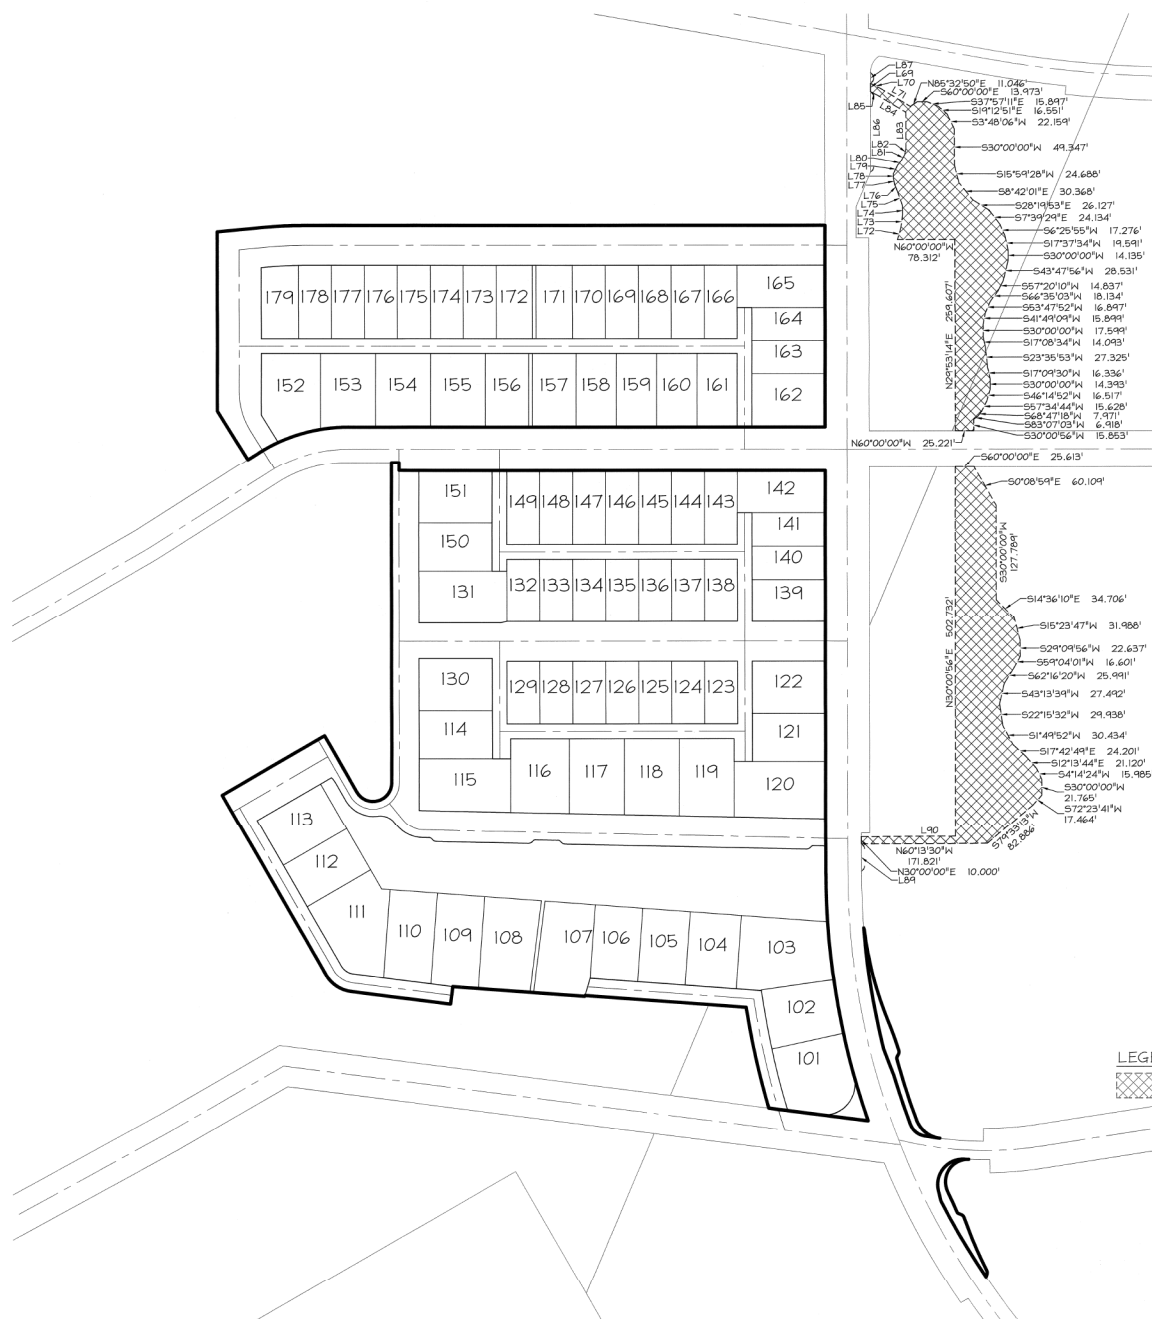 L87
L69
L70
L71
L84
L85
L86
L83
L82
L81
L80
L79
L78
L77
L76
L75
L74
L73
L72
N85°32'50"E 11.046'
S60°00'00"E 13.973'
S37°57'11"E 15.897'
S19°12'51"E 16.551'
S3°48'06"W 22.159'
S30°00'00"W 49.347'
S15°59'28"W 24.688'
S8°42'01"E 30.368'
S28°19'53"E 26.127'
S7°39'29"E 24.134'
S6°25'55"W 17.276'
S17°37'34"W 19.591'
S30°00'00"W 14.135'
S43°47'56"W 28.531'
S57°20'10"W 14.837'
S66°35'03"W 18.134'
S53°47'52"W 16.897'
S41°49'09"W 15.899'
S30°00'00"W 17.599'
S17°08'34"W 14.093'
S23°35'53"W 27.325'
S17°09'30"W 16.336'
S30°00'00"W 14.393'
S46°14'52"W 16.517'
S57°34'44"W 15.628'
S68°47'18"W 7.971'
S83°07'03"W 6.918'
S30°00'56"W 15.853'
N60°00'00"W
78.312'
N29°53'14"E 259.607'
N60°00'00"W 25.221'
S60°00'00"E 25.613'
S0°08'59"E 60.109'
S30°00'00"W
127.789'
S14°36'10"E 34.706'
S15°23'47"W 31.988'
S29°09'56"W 22.637'
S59°04'01"W 16.601'
S62°16'20"W 25.991'
S43°13'39"W 27.492'
S22°15'32"W 29.938'
S1°49'52"W 30.434'
S17°42'49"E 24.201'
S12°13'44"E 21.120'
S4°14'24"W 15.985
S30°00'00"W
21.765'
S72°23'41"W
17.464'
S79°33'13"W
82.886'
N30°00'56"E 502.732'
L90
N60°13'30"W
171.821'
N30°00'00"E 10.000'
L89
179 178 177 176 175 174 173 172 171 170 169 168 167 166 165
164
163
152 153 154 155 156 157 158 159 160 161 162
151 149 148 147 146 145 144 143 142
141
150
140
131 132 133 134 135 136 137 138 139
130 129 128 127 126 125 124 123 122
114 121
115 116 117 118 119 120
113
112
111 110 109 108 107 106 105 104 103
102
101
LEGE